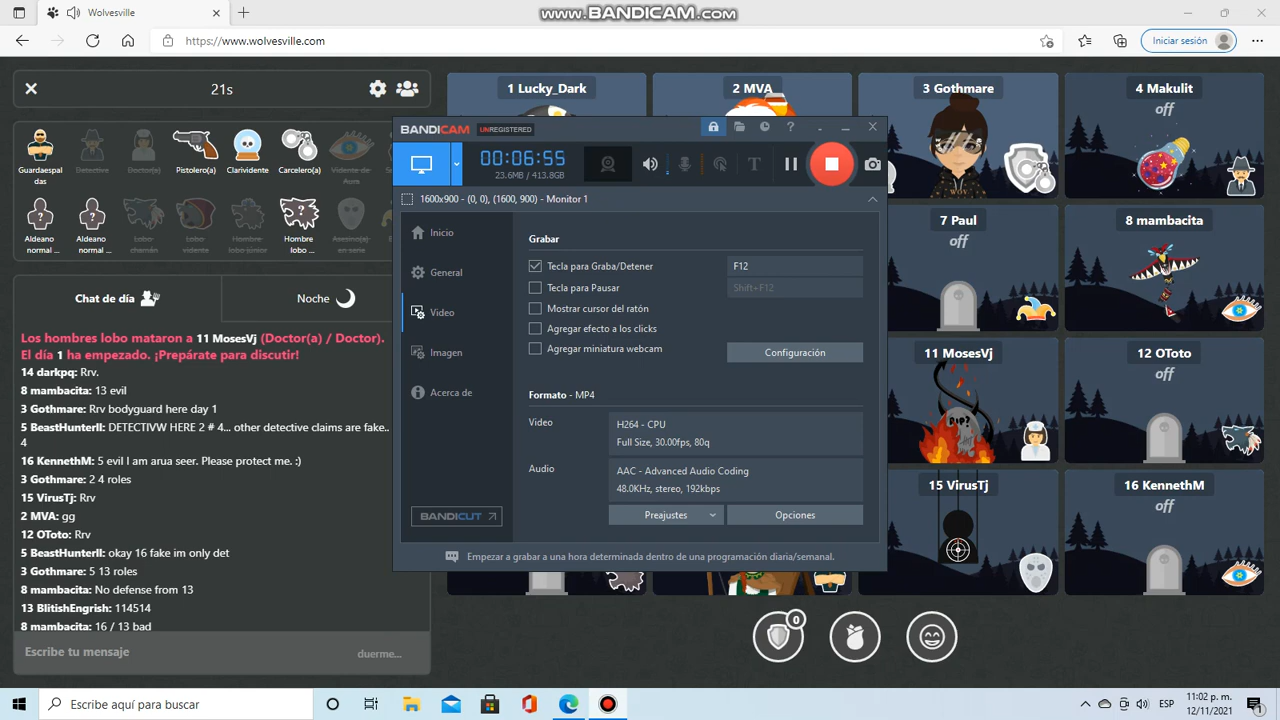 www.BANDICAM.com
Wolvesville
https://www.wolvesville.com
Iniciar sesión
21s
Guardaespal
das
Detective
Doctor(a)
Pistolero(a)
Clarividente
Carcelero(a)
Vidente de
Aura
Aldeano
normal ...
Aldeano
normal ...
Lobo
chamán
Lobo
vidente
Hombre
lobo júnior
Hombre
lobo
Asesino(a)
en serie
Chat de día
Noche
Los hombres lobo mataron a 11 MosesVj (Doctor(a) / Doctor).
El día 1 ha empezado. ¡Prepárate para discutir!
14 darkpq: Rrv.
8 mambacita: 13 evil
3 Gothmare: Rrv bodyguard here day 1
5 BeastHunterII: DETECTIVW HERE 2 # 4... other detective claims are fake..
4
16 KennethM: 5 evil I am arua seer. Please protect me. :)
3 Gothmare: 2 4 roles
15 VirusTj: Rrv
2 MVA: gg
12 OToto: Rrv
5 BeastHunterII: okay 16 fake im only det
3 Gothmare: 5 13 roles
8 mambacita: No defense from 13
13 BlitishEngrish: 114514
8 mambacita: 16 / 13 bad
Escribe tu mensaje
duerme...
1 Lucky_Dark
2 MVA
3 Gothmare
4 Makulit
off
7 Paul
off
8 mambacita
off
11 MosesVj
RIP?
12 OToto
off
15 VirusTj
16 KennethM
off
0
BANDICAM UNREGISTERED
00:06:55
23.6MB / 413.8GB
1600x900 - (0, 0), (1600, 900) - Monitor 1
Inicio
General
Video
Imagen
Acerca de
BANDICUT
Grabar
Tecla para Graba/Detener
F12
Tecla para Pausar
Shift+F12
Mostrar cursor del ratón
Agregar efecto a los clicks
Agregar miniatura webcam
Configuración
Formato - MP4
Video
H264 - CPU
Full Size, 30.00fps, 80q
Audio
AAC - Advanced Audio Coding
48.0KHz, stereo, 192kbps
Preajustes
Opciones
Empezar a grabar a una hora determinada dentro de una programación diaria/semanal.
Escribe aquí para buscar
ESP
11:02 p. m.
12/11/2021
1